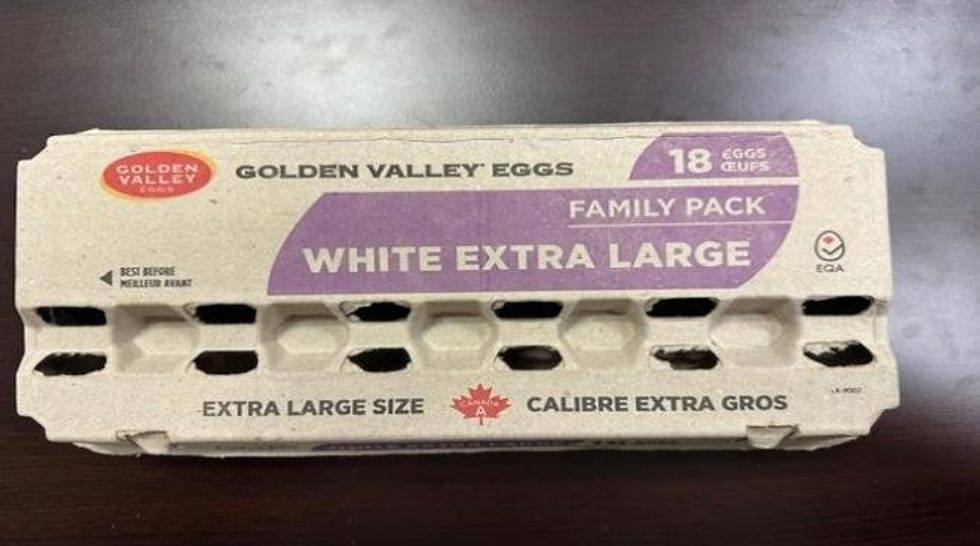 GOLDEN
VALLEY
EGGS
GOLDEN VALLEY EGGS
18 EGGS
ŒUFS
FAMILY PACK
WHITE EXTRA LARGE
EQA
BEST BEFORE
MEILLEUR AVANT
EXTRA LARGE SIZE
CANADA
A
CALIBRE EXTRA GROS